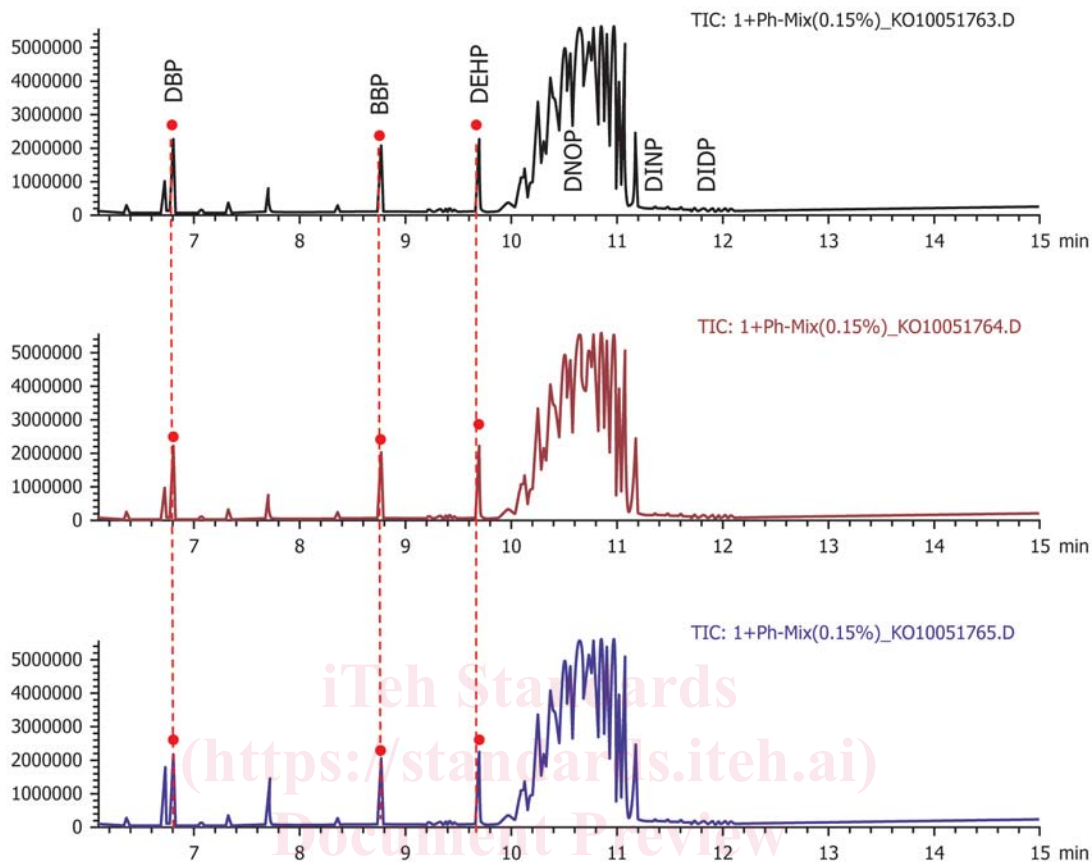 TIC: 1+Ph-Mix(0.15%)_KO10051763.D
5000000
4000000
3000000
2000000
1000000
0
DBP
BBP
DEHP
DNOP
DINP
DIDP
7 8 9 10 11 12 13 14 15 min
TIC: 1+Ph-Mix(0.15%)_KO10051764.D
5000000
4000000
3000000
2000000
1000000
0
7 8 9 10 11 12 13 14 15 min
TIC: 1+Ph-Mix(0.15%)_KO10051765.D
5000000
4000000
3000000
2000000
1000000
0
iTeh Standards
(https://standards.iteh.ai)
Document Preview
7 8 9 10 11 12 13 14 15 min